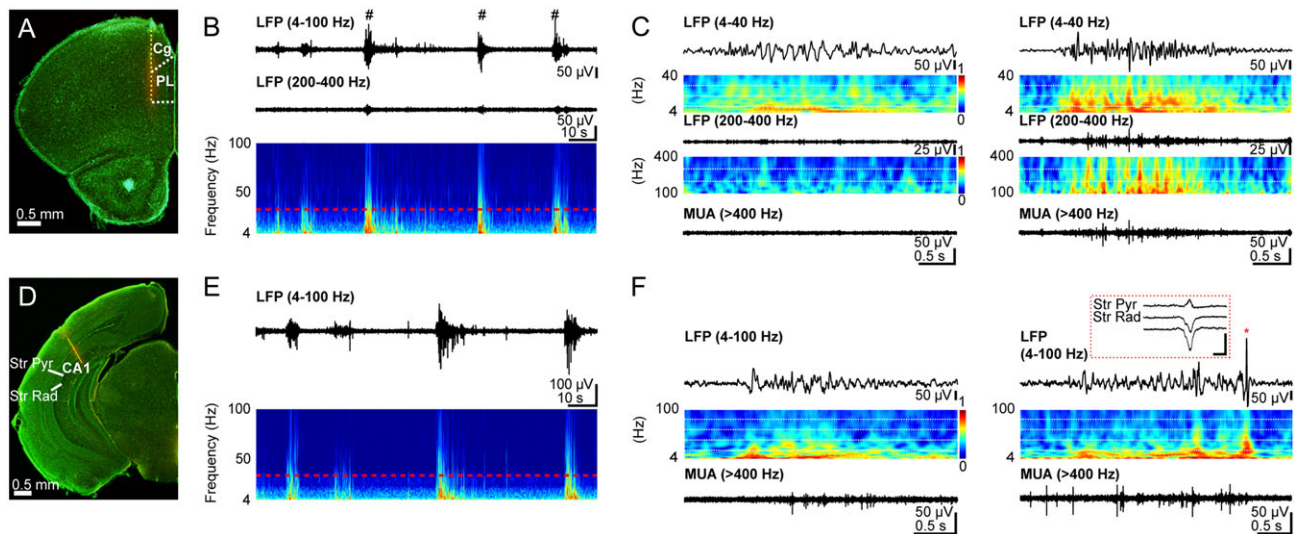 A
Cg
PL
0.5 mm
B
LFP (4-100 Hz)
# # #
50 µV
LFP (200-400 Hz)
50 µV
10 s
Frequency (Hz)
100
50
4
C
LFP (4-40 Hz)
50 µV
1
40
(Hz)
4
0
LFP (200-400 Hz)
25 µV
1
400
(Hz)
100
0
MUA (>400 Hz)
50 µV
0.5 s
LFP (4-40 Hz)
50 µV
40
4
LFP (200-400 Hz)
25 µV
400
100
MUA (>400 Hz)
50 µV
0.5 s
D
Str Pyr
CA1
Str Rad
0.5 mm
E
LFP (4-100 Hz)
100 µV
10 s
Frequency (Hz)
100
50
4
F
LFP (4-100 Hz)
50 µV
1
100
(Hz)
4
0
MUA (>400 Hz)
50 µV
0.5 s
Str Pyr
Str Rad
LFP
(4-100 Hz)
*
50 µV
100
4
MUA (>400 Hz)
50 µV
0.5 s